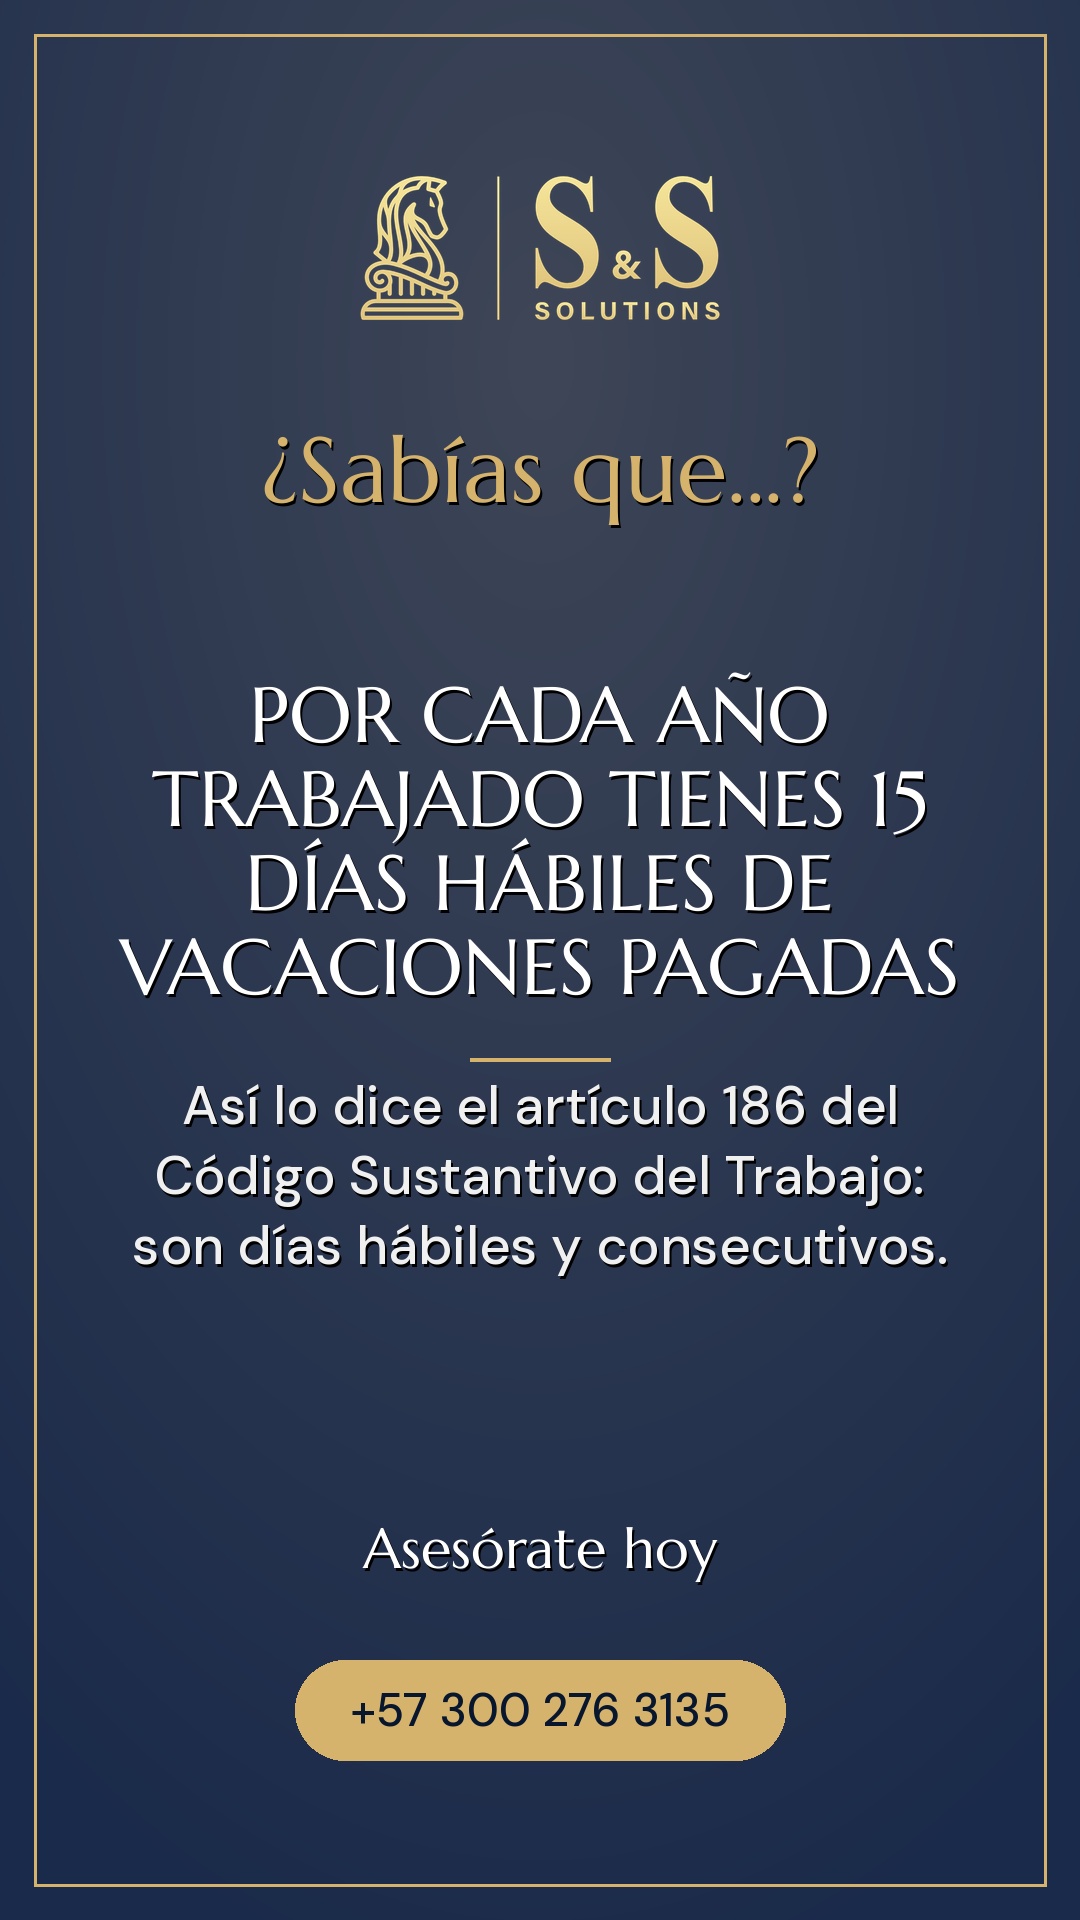 S&S
SOLUTIONS
¿Sabías que...?
POR CADA AÑO
TRABAJADO TIENES 15
DÍAS HÁBILES DE
VACACIONES PAGADAS
Así lo dice el artículo 186 del
Código Sustantivo del Trabajo:
son días hábiles y consecutivos.
Asesórate hoy
+57 300 276 3135